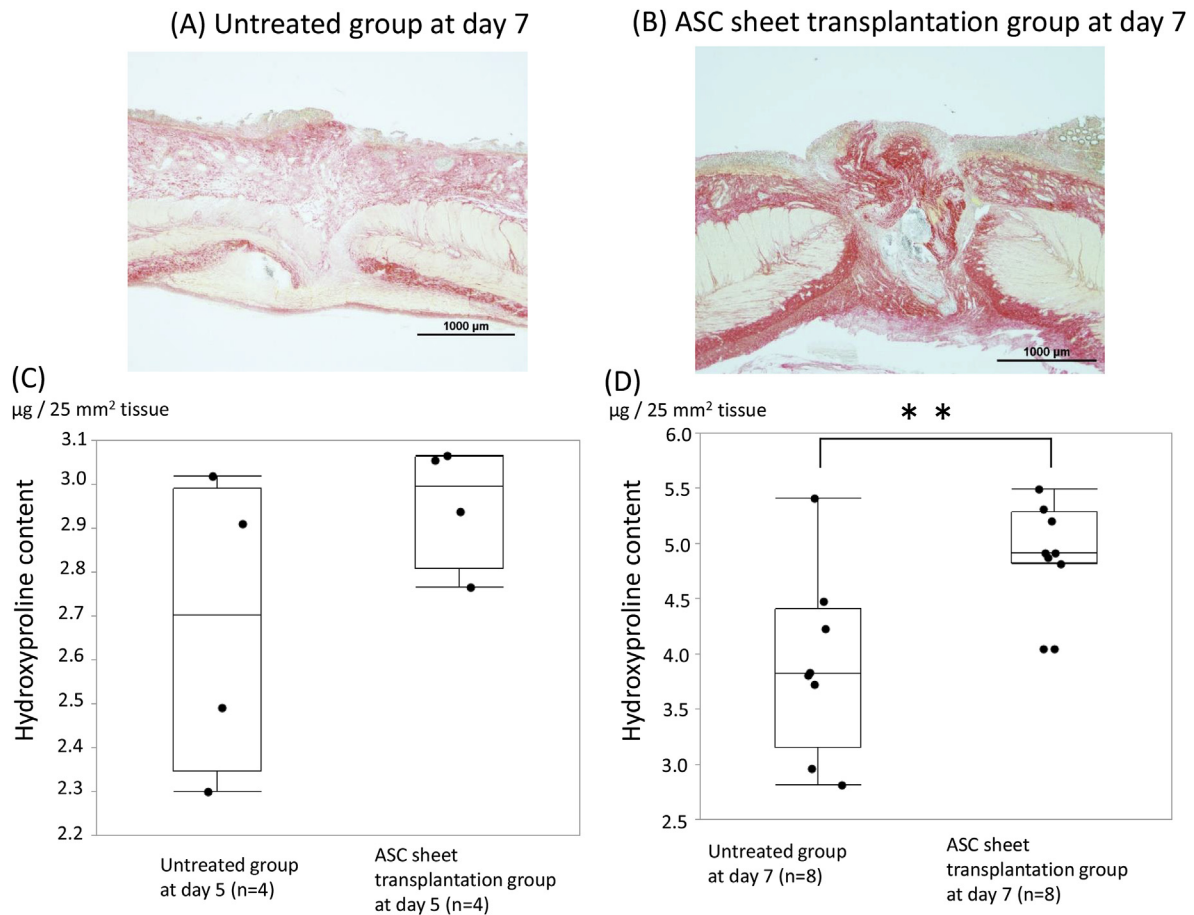 (A) Untreated group at day 7
(B) ASC sheet transplantation group at day 7
1000 µm
1000 µm
(C)
µg / 25 mm² tissue
Hydroxyproline content
3.1
3.0
2.9
2.8
2.7
2.6
2.5
2.4
2.3
2.2
Untreated group
at day 5 (n=4)
ASC sheet
transplantation group
at day 5 (n=4)
(D)
µg / 25 mm² tissue
* *
Hydroxyproline content
6.0
5.5
5.0
4.5
4.0
3.5
3.0
2.5
Untreated group
at day 7 (n=8)
ASC sheet
transplantation group
at day 7 (n=8)